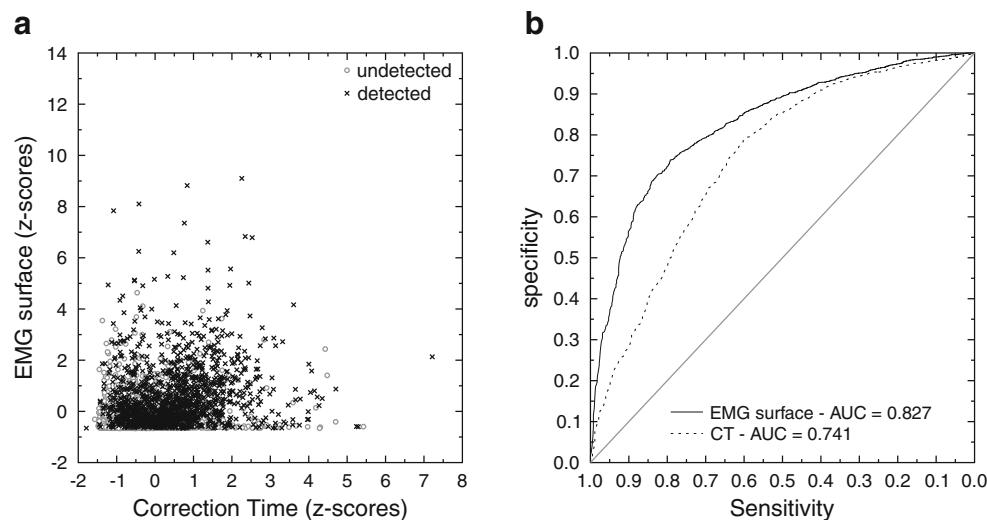 a
EMG surface (z-scores)
14
12
10
8
6
4
2
0
-2
-2 -1 0 1 2 3 4 5 6 7 8
Correction Time (z-scores)
undetected
detected
b
specificity
1.0
0.9
0.8
0.7
0.6
0.5
0.4
0.3
0.2
0.1
0.0
1.0 0.9 0.8 0.7 0.6 0.5 0.4 0.3 0.2 0.1 0.0
Sensitivity
EMG surface - AUC = 0.827
CT - AUC = 0.741